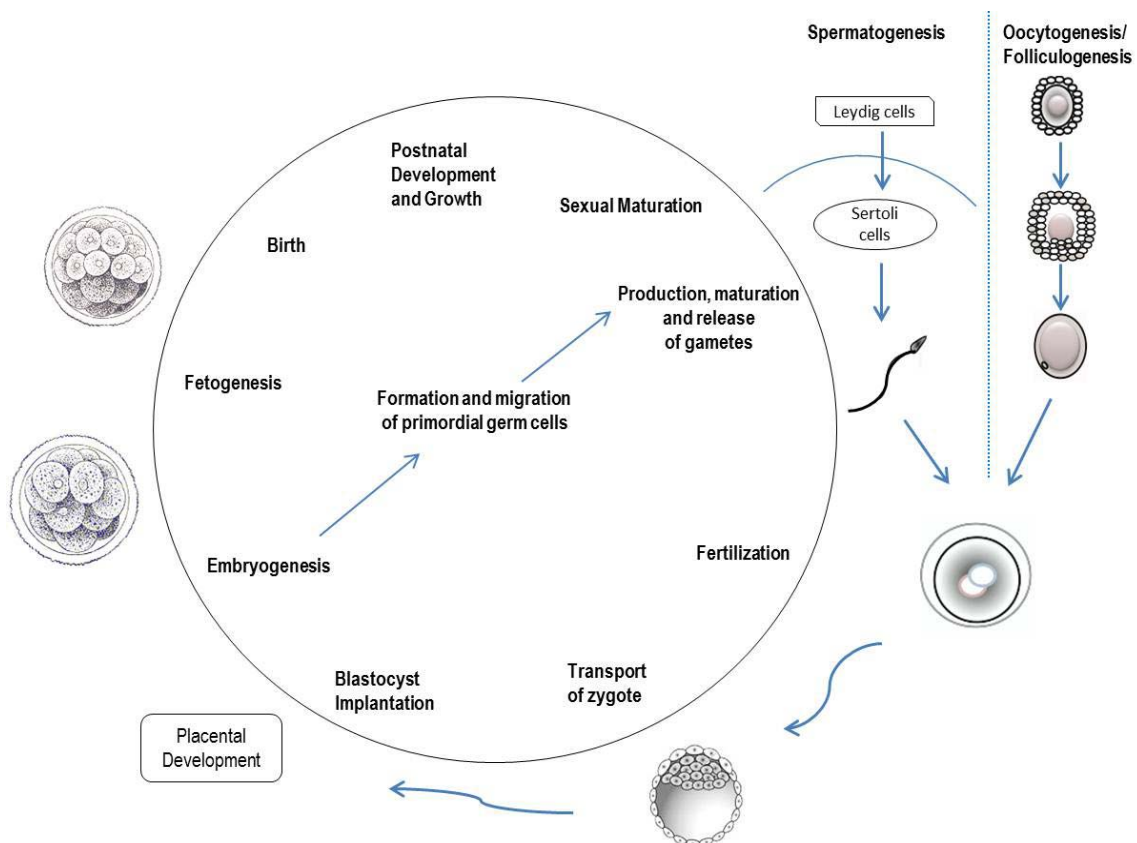 Spermatogenesis
Oocytogenesis/
Folliculogenesis
Leydig cells
Sertoli
cells
Postnatal
Development
and Growth
Sexual Maturation
Birth
Production, maturation
and release
of gametes
Fetogenesis
Formation and migration
of primordial germ cells
Embryogenesis
Fertilization
Blastocyst
Implantation
Transport
of zygote
Placental
Development